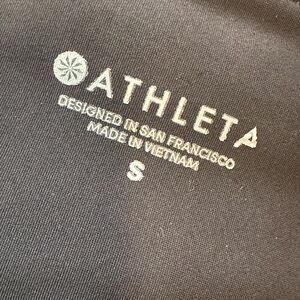 ATHLETA
DESIGNED IN SAN FRANCISCO
MADE IN VIETNAM
S